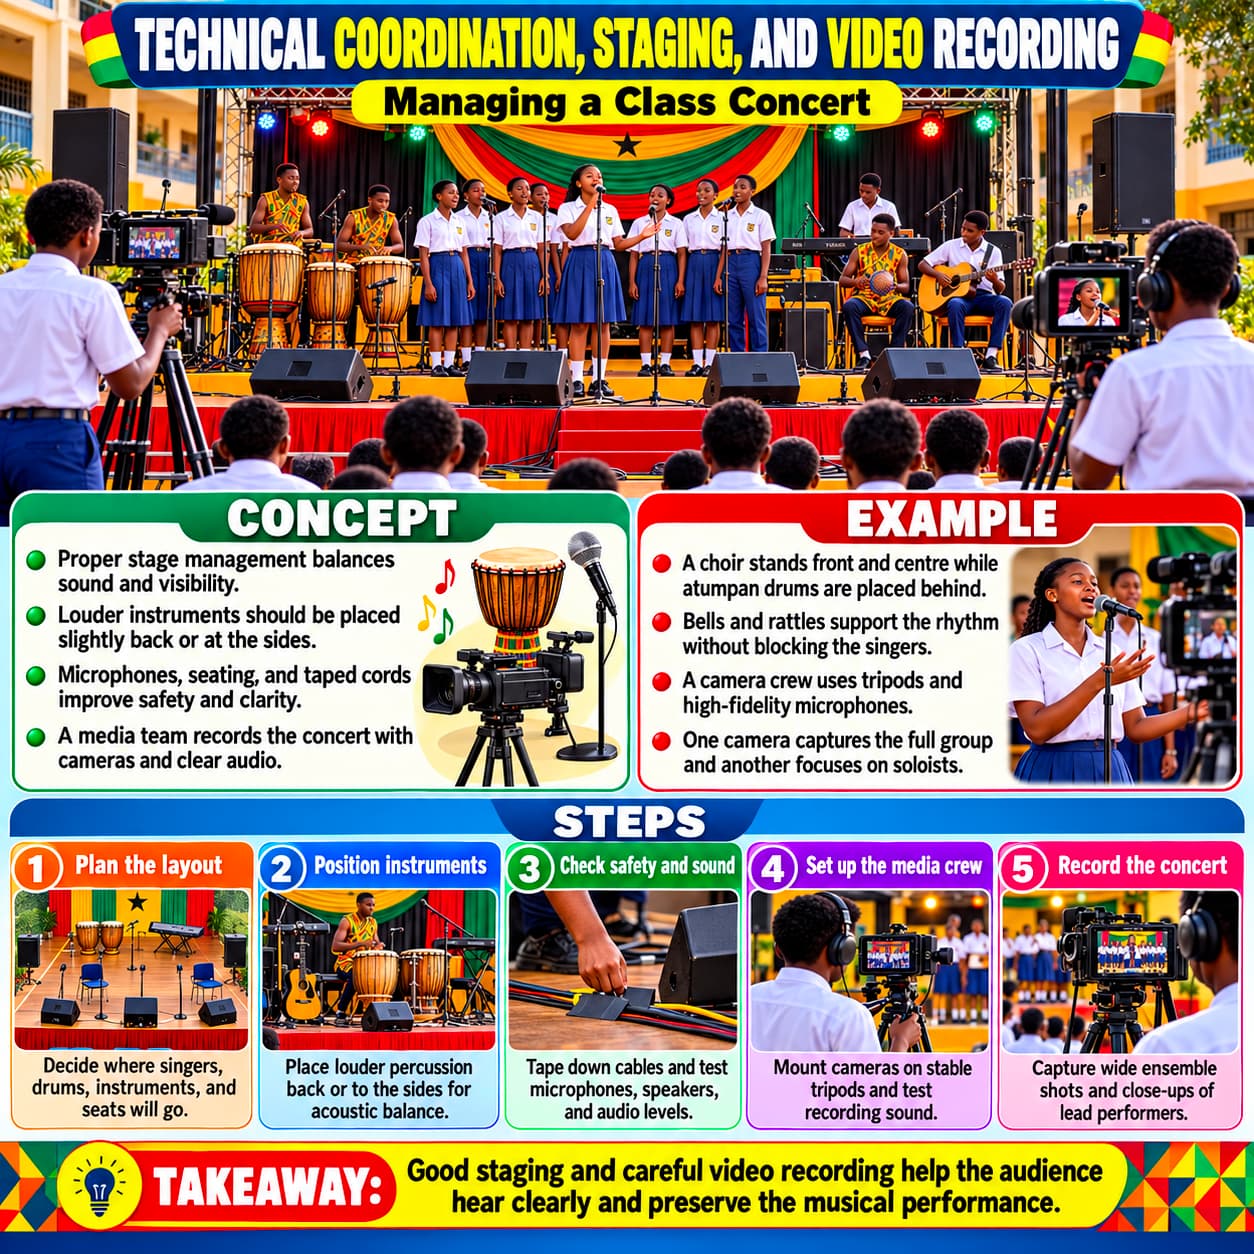 TECHNICAL COORDINATION, STAGING, AND VIDEO RECORDING
Managing a Class Concert
CONCEPT
Proper stage management balances
sound and visibility.
Louder instruments should be placed
slightly back or at the sides.
Microphones, seating, and taped cords
improve safety and clarity.
A media team records the concert with
cameras and clear audio.
EXAMPLE
A choir stands front and centre while
atumpan drums are placed behind.
Bells and rattles support the rhythm
without blocking the singers.
A camera crew uses tripods and
high-fidelity microphones.
One camera captures the full group
and another focuses on soloists.
STEPS
1 Plan the layout
Decide where singers,
drums, instruments, and
seats will go.
2 Position instruments
Place louder percussion
back or to the sides for
acoustic balance.
3 Check safety and sound
Tape down cables and test
microphones, speakers,
and audio levels.
4 Set up the media crew
Mount cameras on stable
tripods and test
recording sound.
5 Record the concert
Capture wide ensemble
shots and close-ups of
lead performers.
TAKEAWAY:
Good staging and careful video recording help the audience
hear clearly and preserve the musical performance.